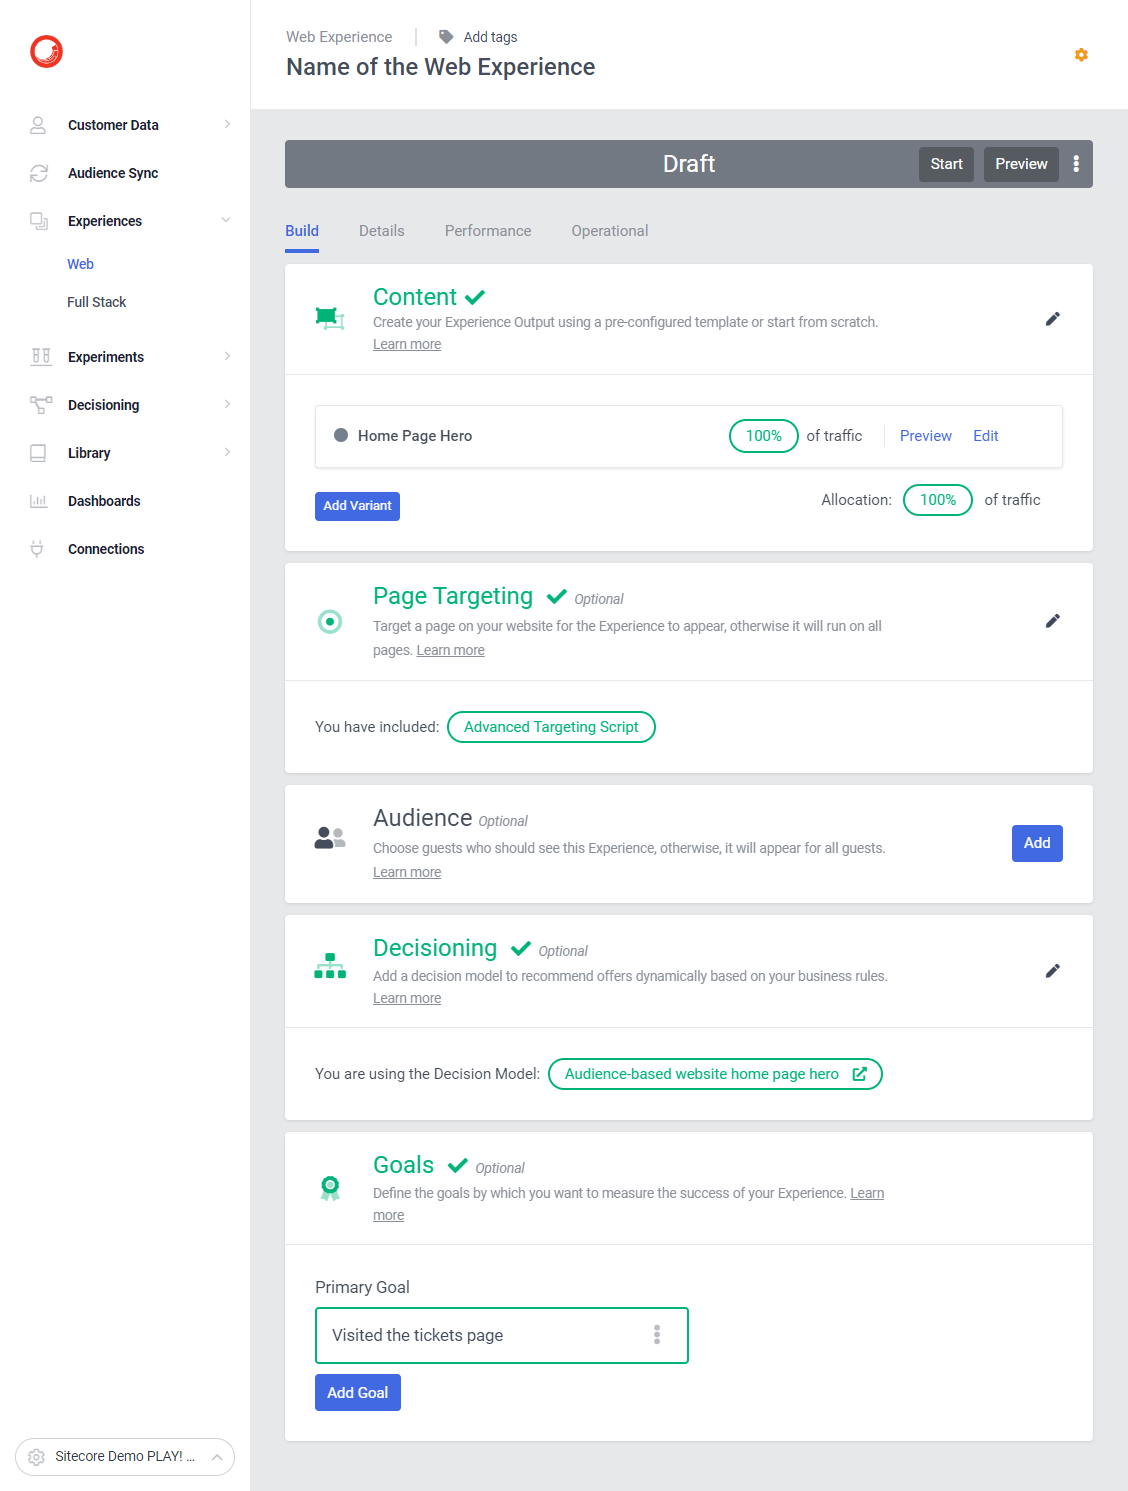 Web Experience
Add tags
Name of the Web Experience
Customer Data
Audience Sync
Experiences
Web
Full Stack
Experiments
Decisioning
Library
Dashboards
Connections
Sitecore Demo PLAY! ...
Draft
Start
Preview
Build
Details
Performance
Operational
Content
Create your Experience Output using a pre-configured template or start from scratch.
Learn more
Home Page Hero
100%
of traffic
Preview
Edit
Add Variant
Allocation:
100%
of traffic
Page Targeting
Optional
Target a page on your website for the Experience to appear, otherwise it will run on all
pages. Learn more
You have included:
Advanced Targeting Script
Audience
Optional
Choose guests who should see this Experience, otherwise, it will appear for all guests.
Learn more
Add
Decisioning
Optional
Add a decision model to recommend offers dynamically based on your business rules.
Learn more
You are using the Decision Model:
Audience-based website home page hero
Goals
Optional
Define the goals by which you want to measure the success of your Experience. Learn
more
Primary Goal
Visited the tickets page
Add Goal